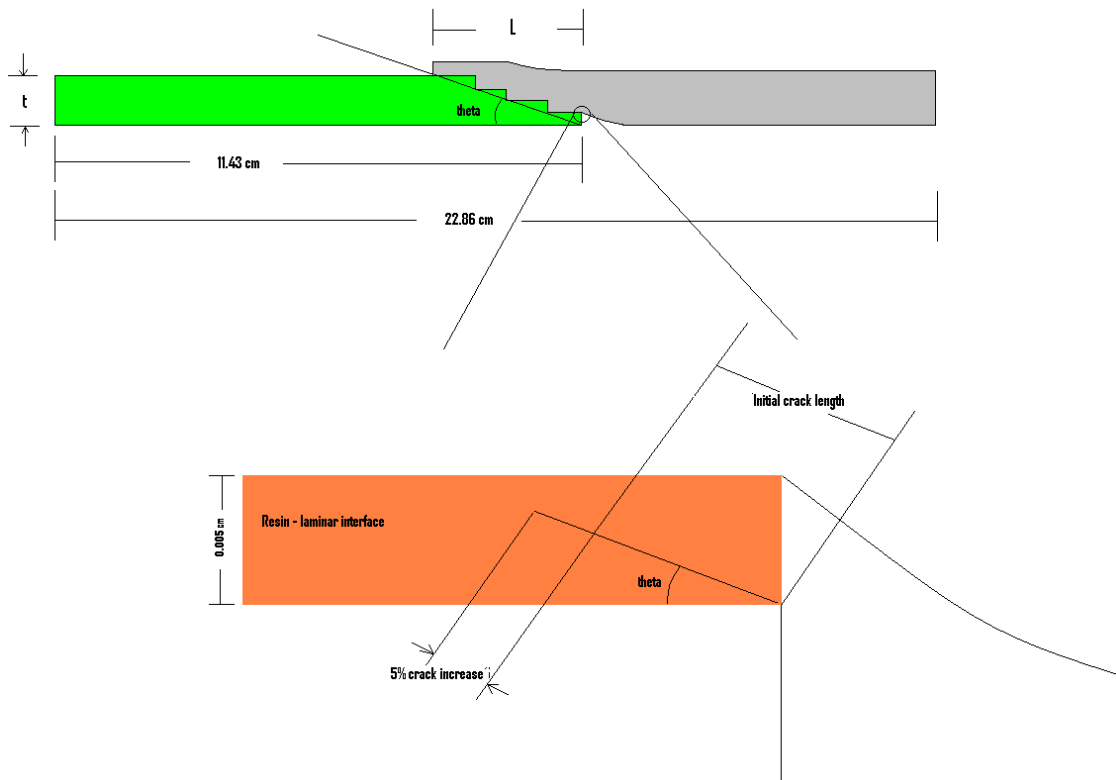 L
t
theta
11.43 cm
22.86 cm
Initial crack length
Resin - laminar interface
0.005 cm
theta
5% crack increase